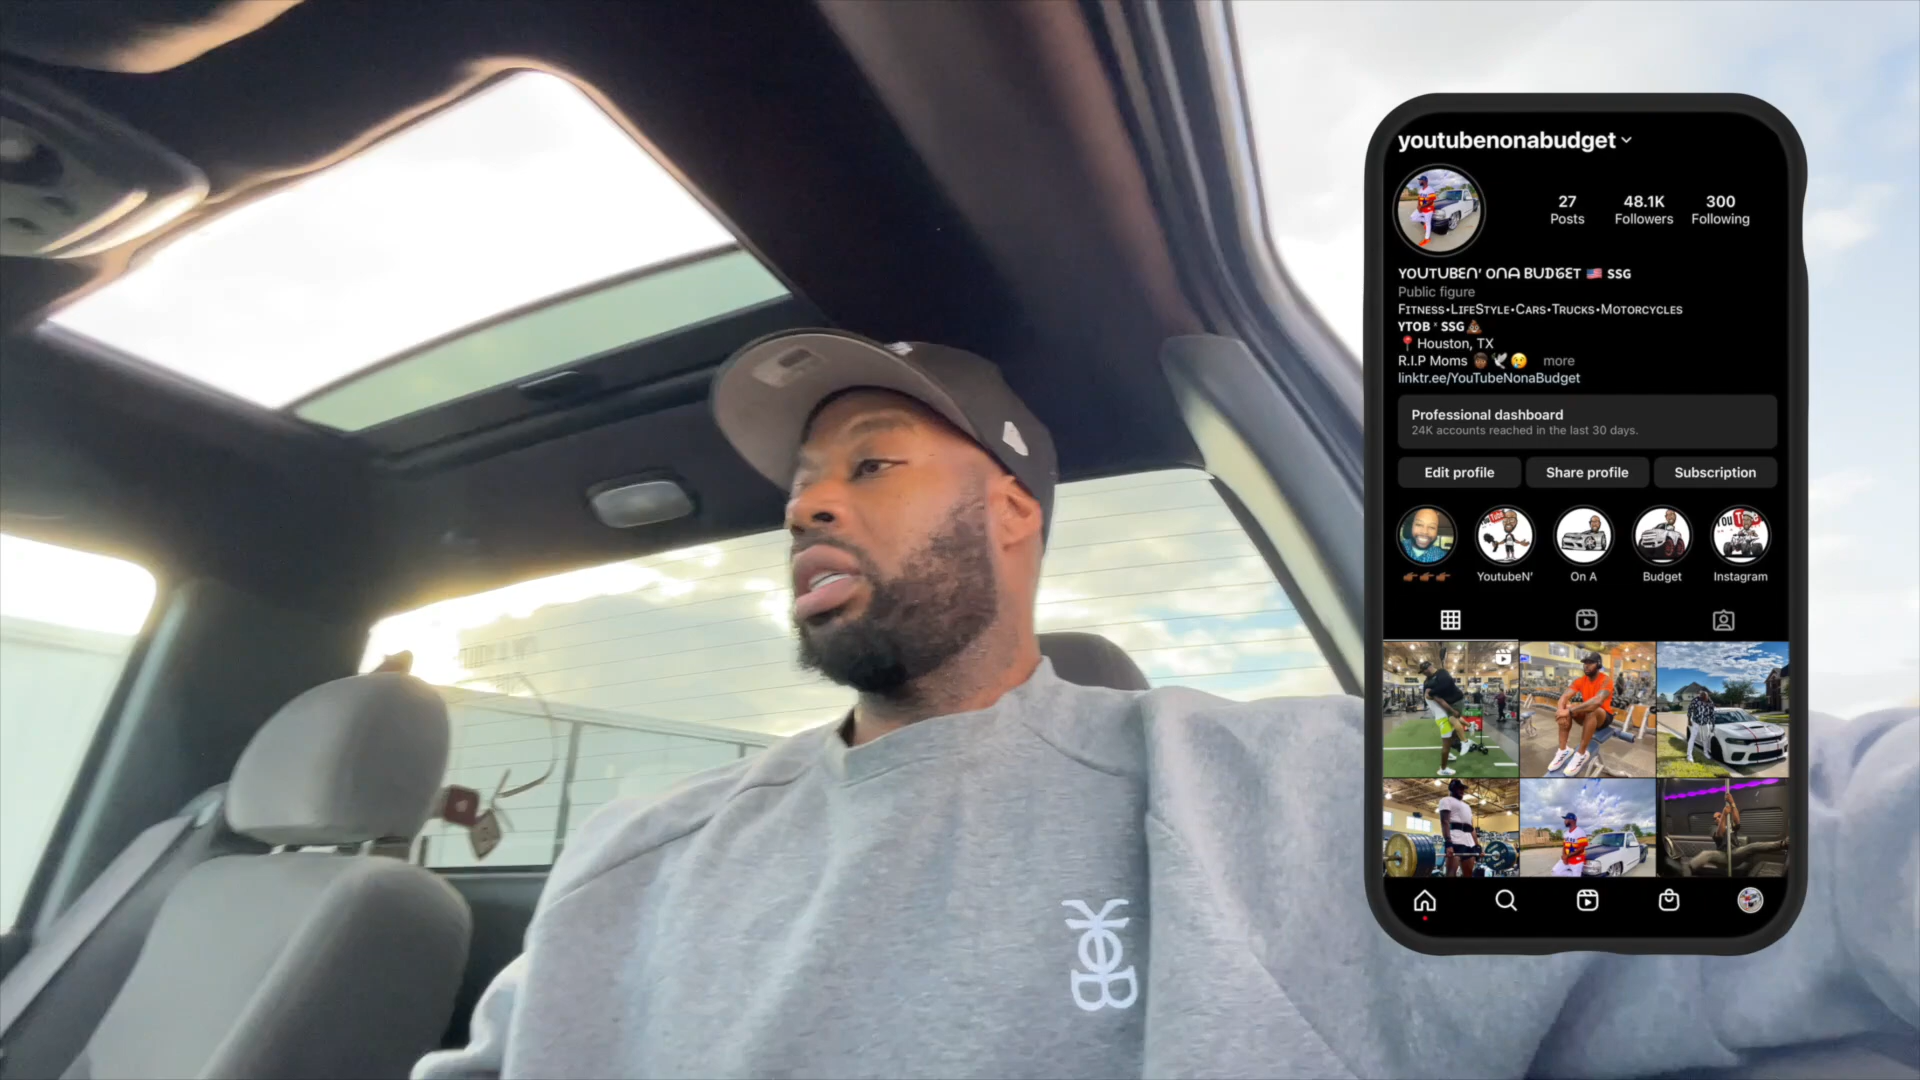 youtubenonabudget
27
Posts
48.1K
Followers
300
Following
YOUTUBEN' ONA BUDGET 🇺🇸 SSG
Public figure
Fitness•LifeStyle•Cars•Trucks•Motorcycles
YTOB × SSG💩
📍Houston, TX
R.I.P Moms 👨🏾‍🦱🕊️😢 more
linktr.ee/YouTubeNonaBudget
Professional dashboard
24K accounts reached in the last 30 days.
Edit profile
Share profile
Subscription
YoutubeN'
On A
Budget
Instagram